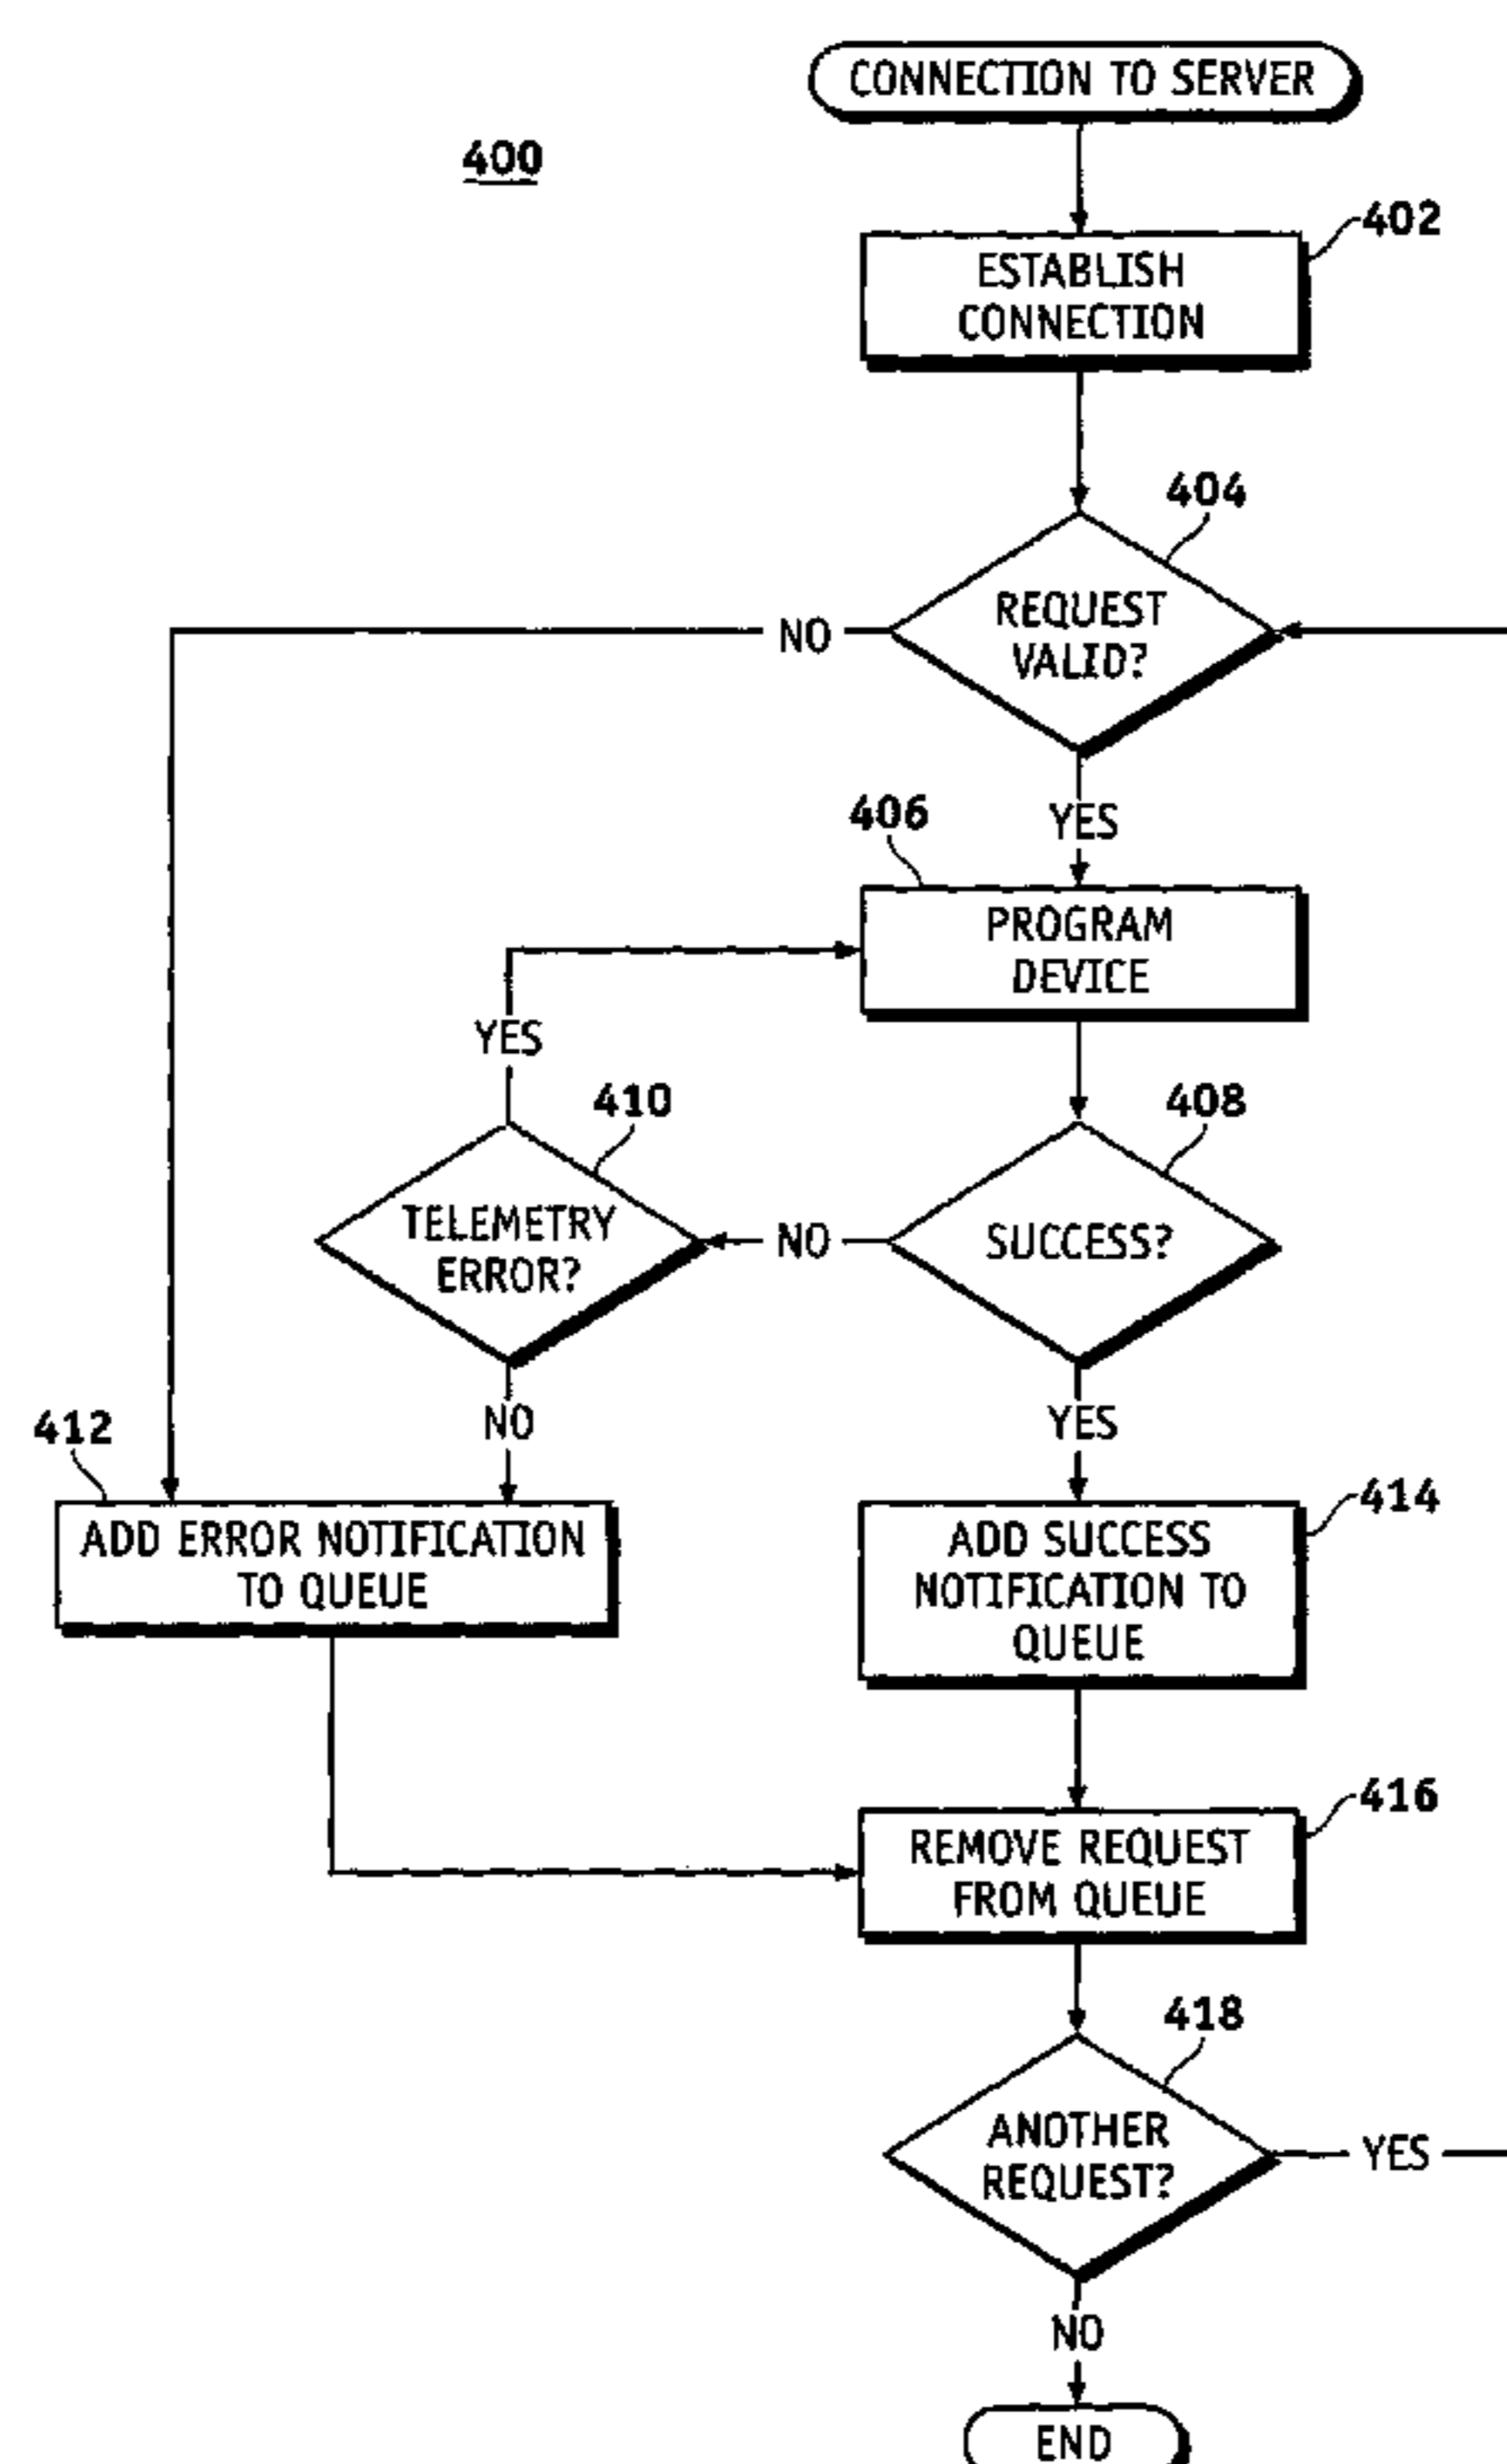 CONNECTION TO SERVER
400
402
ESTABLISH
CONNECTION
404
REQUEST
VALID?
NO
YES
406
PROGRAM
DEVICE
YES
410
408
TELEMETRY
ERROR?
NO
SUCCESS?
NO
YES
412
ADD ERROR NOTIFICATION
TO QUEUE
414
ADD SUCCESS
NOTIFICATION TO
QUEUE
416
REMOVE REQUEST
FROM QUEUE
418
ANOTHER
REQUEST?
YES
NO
END